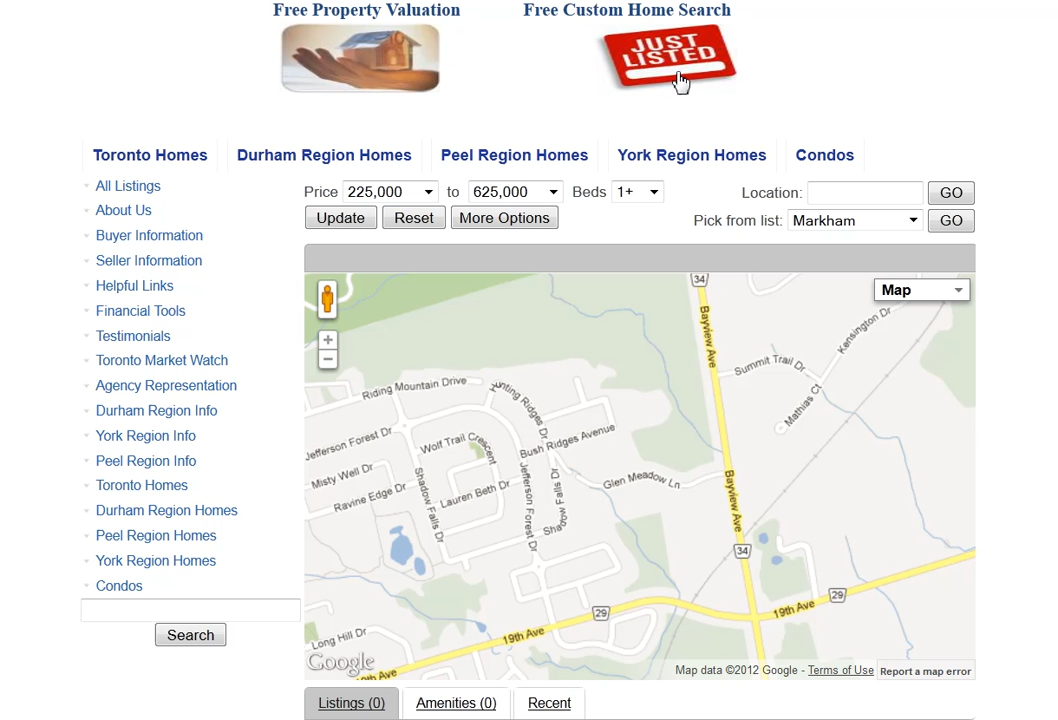 Free Property Valuation
Free Custom Home Search
JUST
LISTED
Toronto Homes
Durham Region Homes
Peel Region Homes
York Region Homes
Condos
All Listings
About Us
Buyer Information
Seller Information
Helpful Links
Financial Tools
Testimonials
Toronto Market Watch
Agency Representation
Durham Region Info
York Region Info
Peel Region Info
Toronto Homes
Durham Region Homes
Peel Region Homes
York Region Homes
Condos
Search
Price 225,000 to 625,000 Beds 1+
Location: GO
Update Reset More Options
Pick from list: Markham GO
Map
+
−
34
Bayview Ave
Kensington Dr
Summit Trail Dr
Mathias Ct
Riding Mountain Drive
Hunting Ridges Dr
Jefferson Forest Dr
Wolf Trail Crescent
Bush Ridges Avenue
Misty Well Dr
Ravine Edge Dr
Shadow Falls Dr
Lauren Beth Dr
Jefferson Forest Dr
Shadow Falls Dr
Glen Meadow Ln
Bayview Ave
34
29
29
19th Ave
19th Ave
19th Ave
Long Hill Dr
Google
Map data ©2012 Google - Terms of Use
Report a map error
Listings (0)
Amenities (0)
Recent